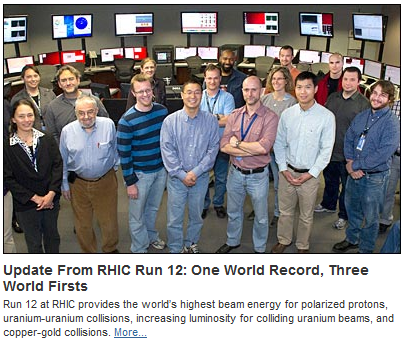 Update From RHIC Run 12: One World Record, Three
World Firsts
Run 12 at RHIC provides the world's highest beam energy for polarized protons,
uranium-uranium collisions, increasing luminosity for colliding uranium beams, and
copper-gold collisions. More...